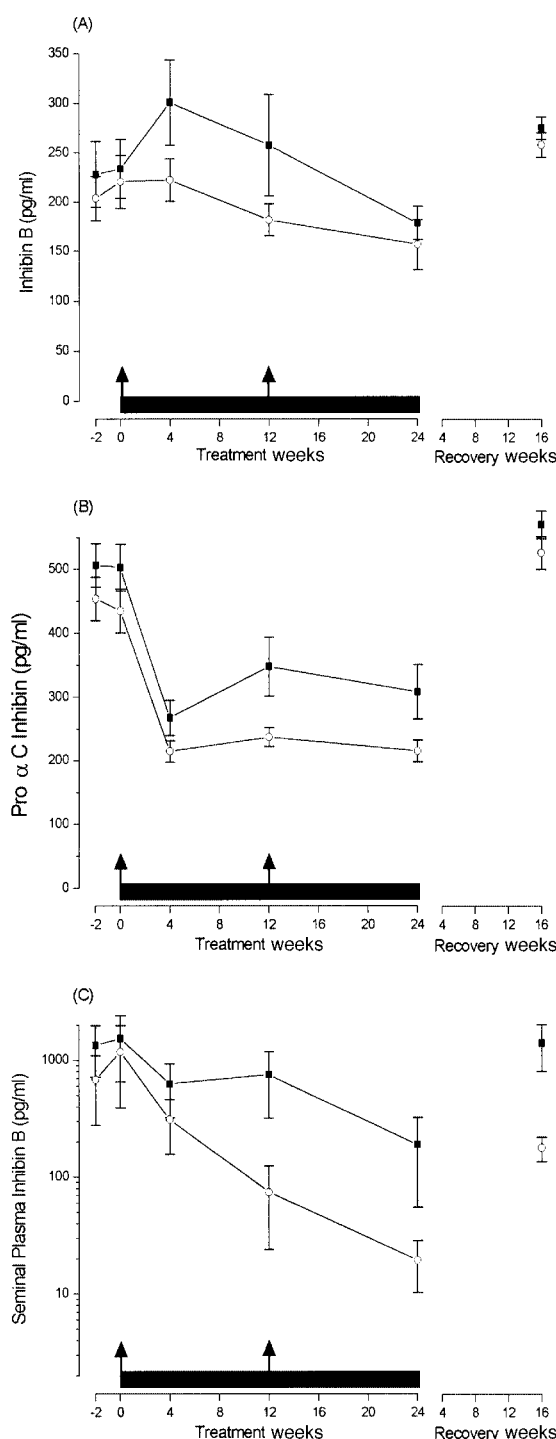 (A)
350
300
250
200
150
100
50
0
Inhibin B (pg/ml)
-2 0 4 8 12 16 20 24 4 8 12 16
Treatment weeks Recovery weeks
(B)
500
400
300
200
100
0
Pro α C Inhibin (pg/ml)
-2 0 4 8 12 16 20 24 4 8 12 16
Treatment weeks Recovery weeks
(C)
1000
100
10
Seminal Plasma Inhibin B (pg/ml)
-2 0 4 8 12 16 20 24 4 8 12 16
Treatment weeks Recovery weeks